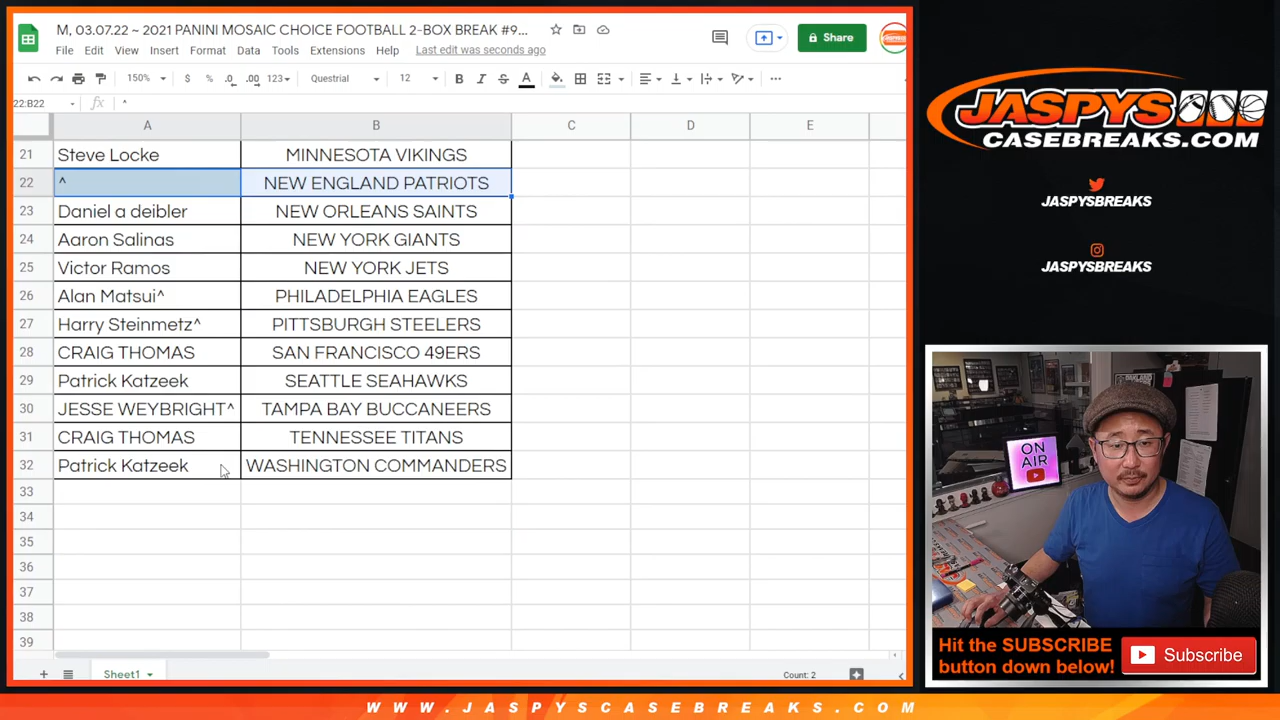 M, 03.07.22 ~ 2021 PANINI MOSAIC CHOICE FOOTBALL 2-BOX BREAK #9...
File Edit View Insert Format Data Tools Extensions Help Last edit was seconds ago
Share
150% $ % .0 .00 123 Questrial 12 B I S A
22:B22 fx ^
A B C D E
21 Steve Locke MINNESOTA VIKINGS
22 ^ NEW ENGLAND PATRIOTS
23 Daniel a deibler NEW ORLEANS SAINTS
24 Aaron Salinas NEW YORK GIANTS
25 Victor Ramos NEW YORK JETS
26 Alan Matsui^ PHILADELPHIA EAGLES
27 Harry Steinmetz^ PITTSBURGH STEELERS
28 CRAIG THOMAS SAN FRANCISCO 49ERS
29 Patrick Katzeek SEATTLE SEAHAWKS
30 JESSE WEYBRIGHT^ TAMPA BAY BUCCANEERS
31 CRAIG THOMAS TENNESSEE TITANS
32 Patrick Katzeek WASHINGTON COMMANDERS
33
34
35
36
37
38
39
Sheet1
Count: 2
JASPYS
CASEBREAKS.COM
JASPYSBREAKS
JASPYSBREAKS
ON
AIR
Hit the SUBSCRIBE
button down below!
Subscribe
WWW.JASPYSCASEBREAKS.COM